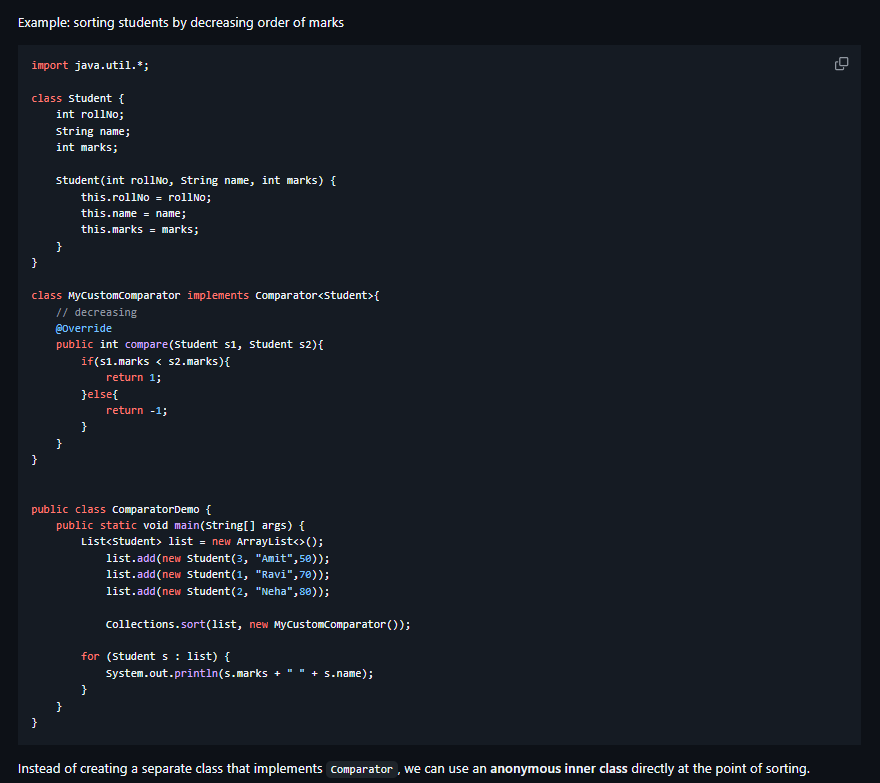 Example: sorting students by decreasing order of marks
import java.util.*;
class Student {
    int rollNo;
    String name;
    int marks;
    Student(int rollNo, String name, int marks) {
        this.rollNo = rollNo;
        this.name = name;
        this.marks = marks;
    }
}
class MyCustomComparator implements Comparator<Student>{
    // decreasing
    @Override
    public int compare(Student s1, Student s2){
        if(s1.marks < s2.marks){
            return 1;
        }else{
            return -1;
        }
    }
}
public class ComparatorDemo {
    public static void main(String[] args) {
        List<Student> list = new ArrayList<>();
            list.add(new Student(3, "Amit",50));
            list.add(new Student(1, "Ravi",70));
            list.add(new Student(2, "Neha",80));
            Collections.sort(list, new MyCustomComparator());
        for (Student s : list) {
            System.out.println(s.marks + " " + s.name);
        }
    }
}
Instead of creating a separate class that implements Comparator, we can use an anonymous inner class directly at the point of sorting.